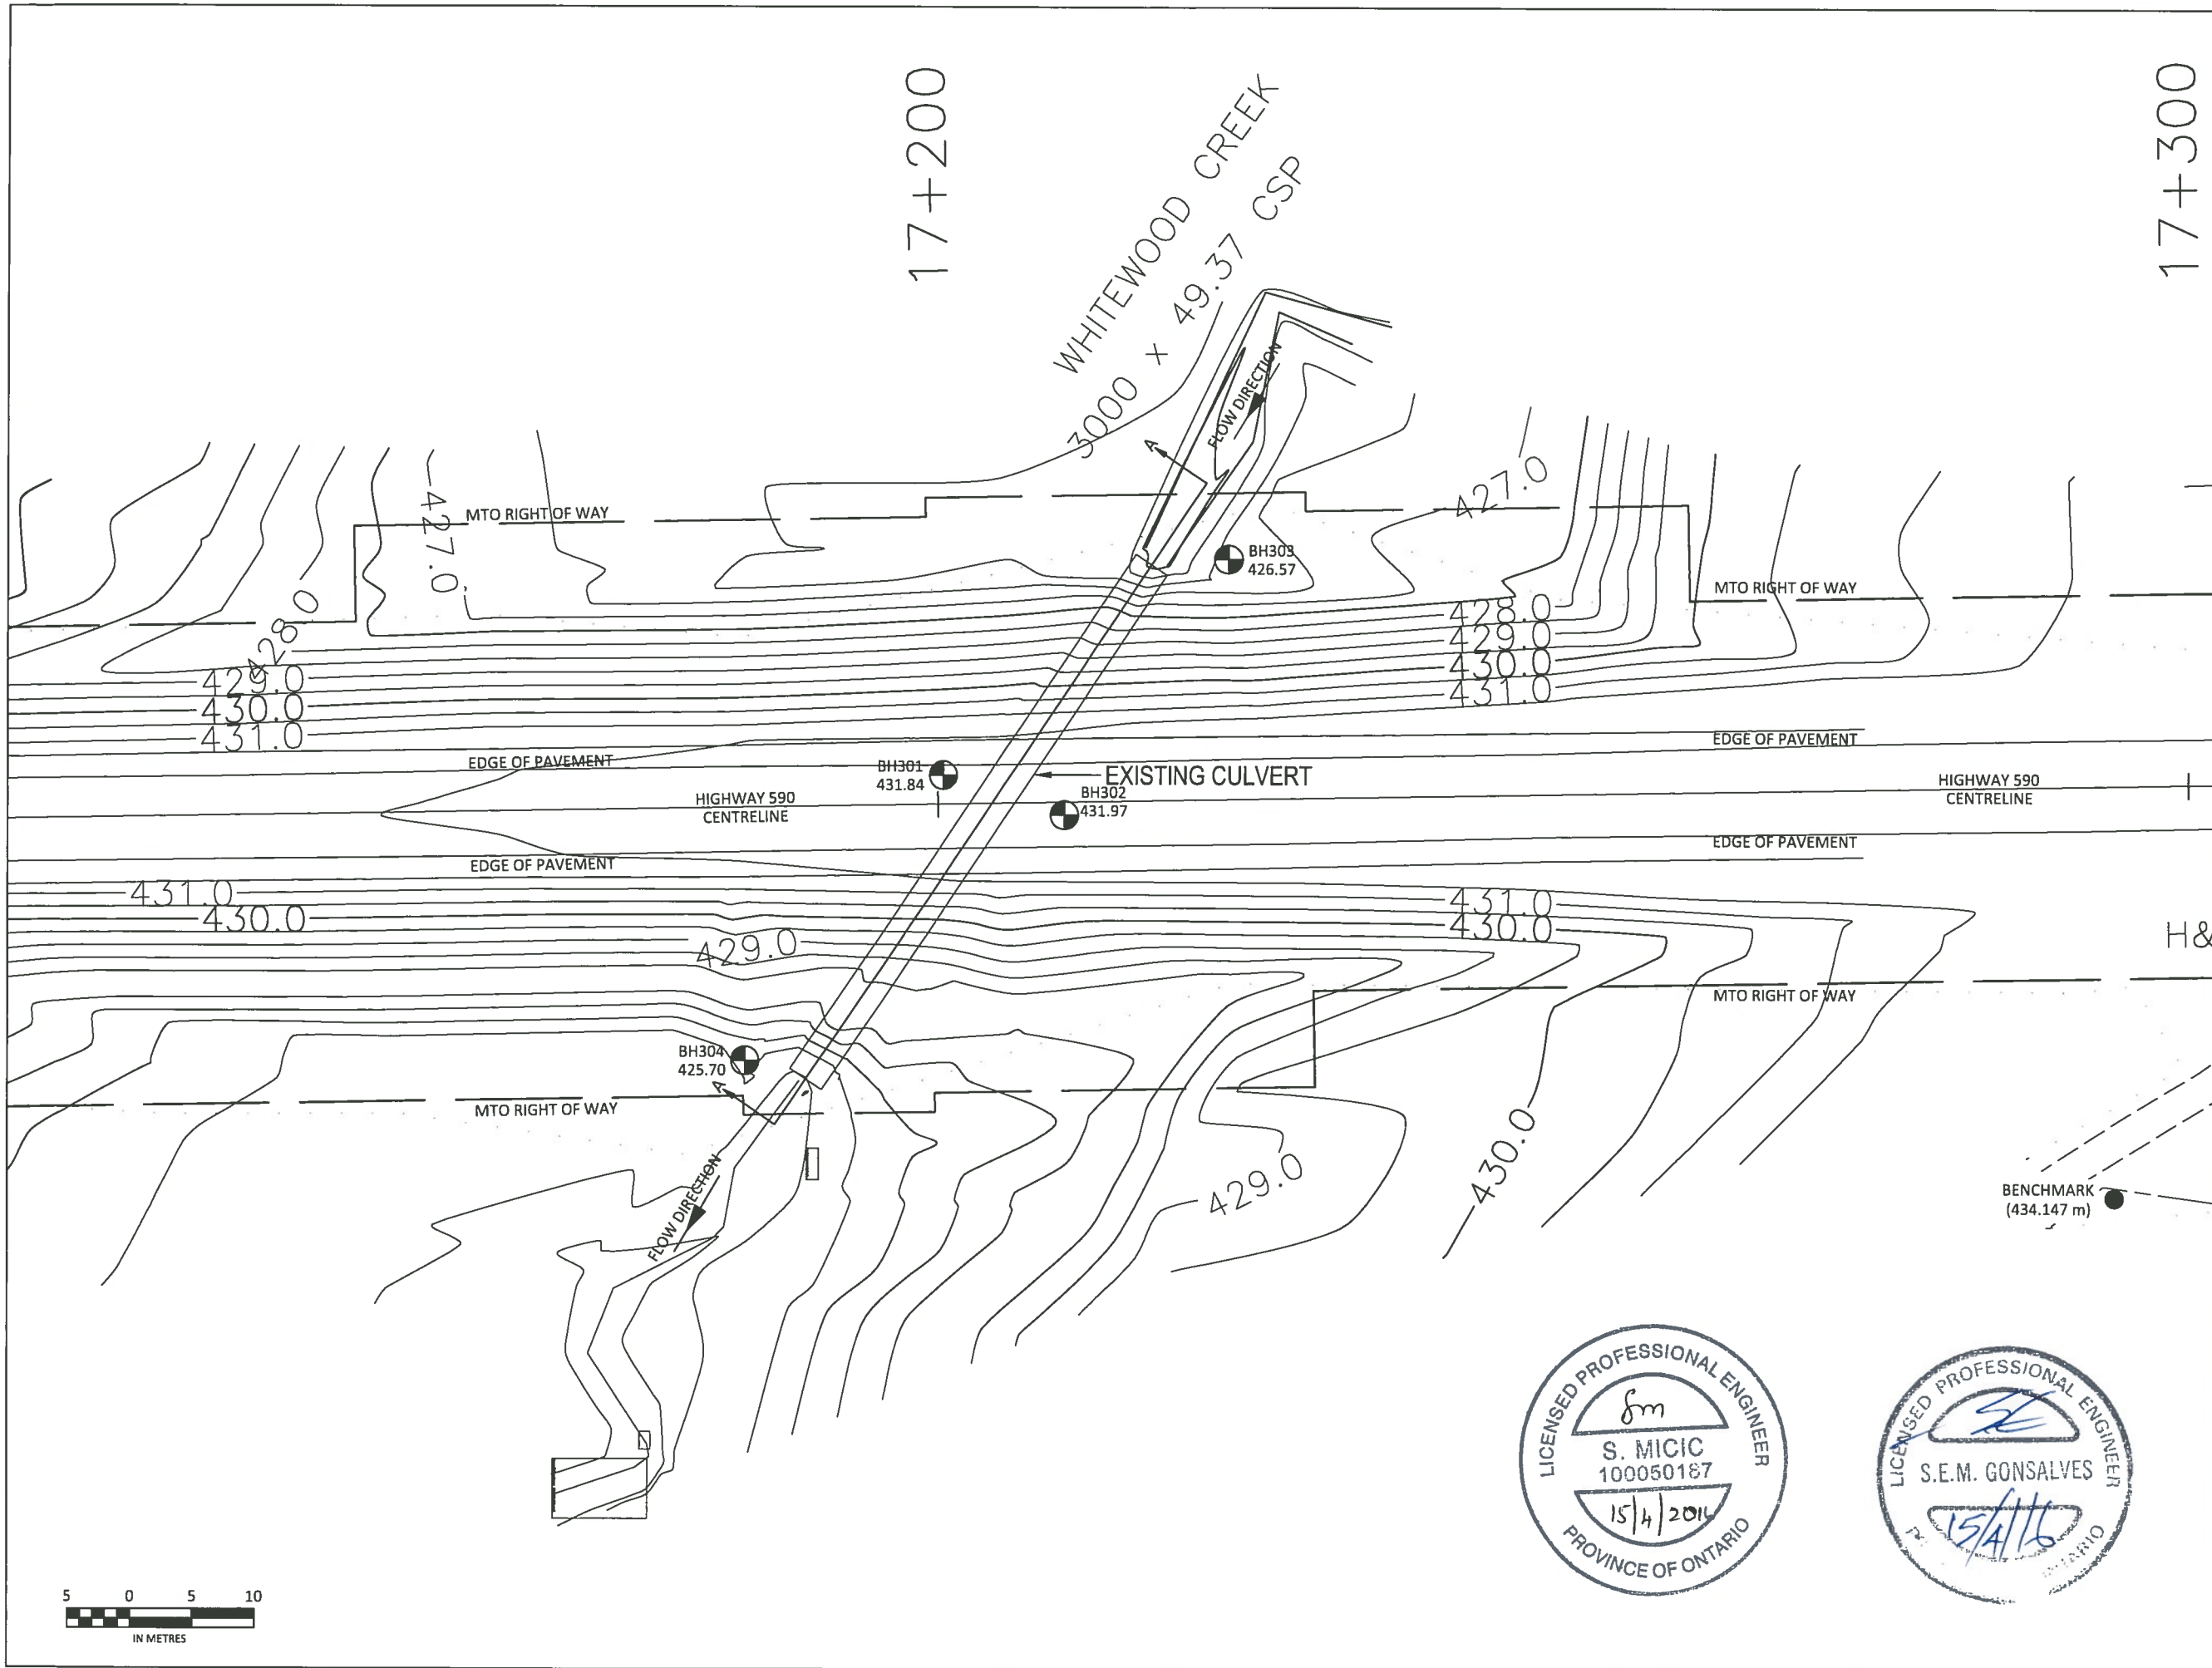 17+200
17+300
WHITEWOOD CREEK
3000 x 49.37 CSP
FLOW DIRECTION
A
427.0
427.0
MTO RIGHT OF WAY
BH303
426.57
MTO RIGHT OF WAY
428.0
428.0
429.0
430.0
431.0
429.0
430.0
431.0
EDGE OF PAVEMENT
EDGE OF PAVEMENT
BH301
431.84
EXISTING CULVERT
BH302
431.97
HIGHWAY 590
CENTRELINE
HIGHWAY 590
CENTRELINE
EDGE OF PAVEMENT
EDGE OF PAVEMENT
431.0
430.0
431.0
430.0
429.0
H&
MTO RIGHT OF WAY
BH304
425.70
A
MTO RIGHT OF WAY
FLOW DIRECTION
429.0
430.0
BENCHMARK
(434.147 m)
LICENSED PROFESSIONAL ENGINEER
Sm
S. MICIC
100050187
15/4/2016
PROVINCE OF ONTARIO
LICENSED PROFESSIONAL ENGINEER
S.E.M. GONSALVES
15/4/16
5 0 5 10
IN METRES